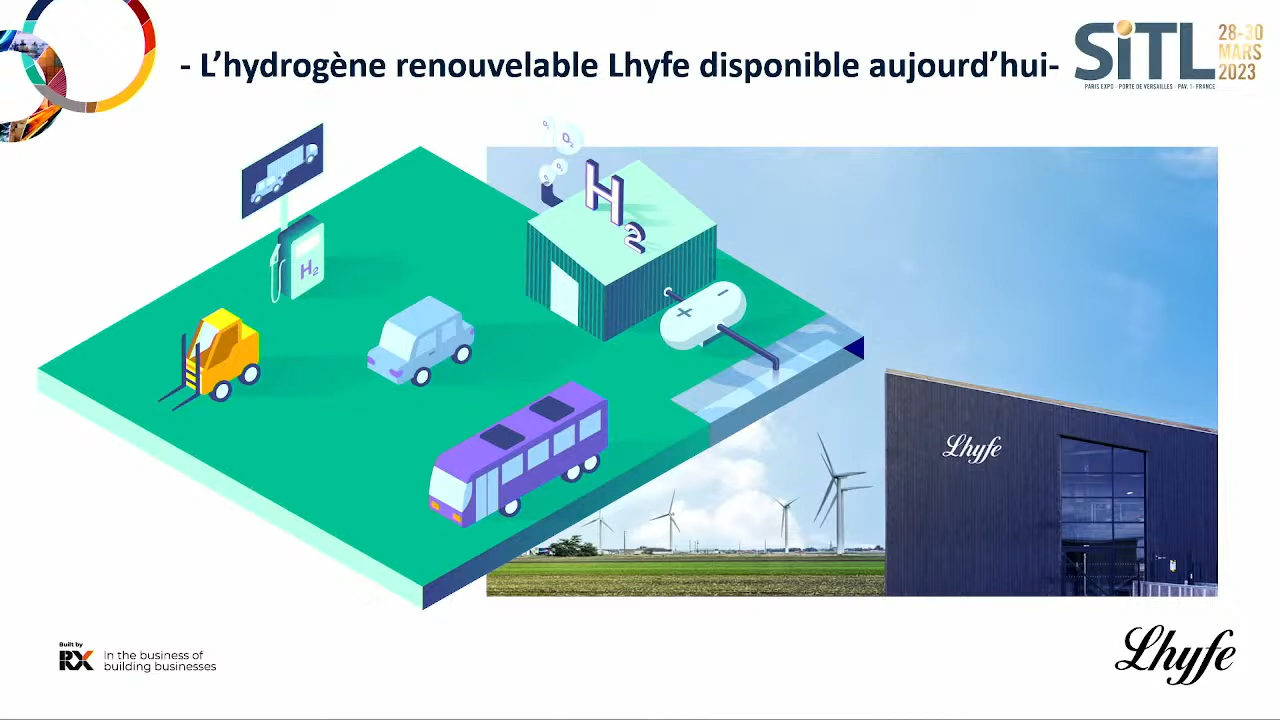 - L’hydrogène renouvelable Lhyfe disponible aujourd’hui-
SiTL
28-30
MARS
2023
PARIS EXPO - PORTE DE VERSAILLES - PAV. 1 - FRANCE
O₂
O₂
H₂
H₂
+
-
Lhyfe
Built by
RX
In the business of
building businesses
Lhyfe